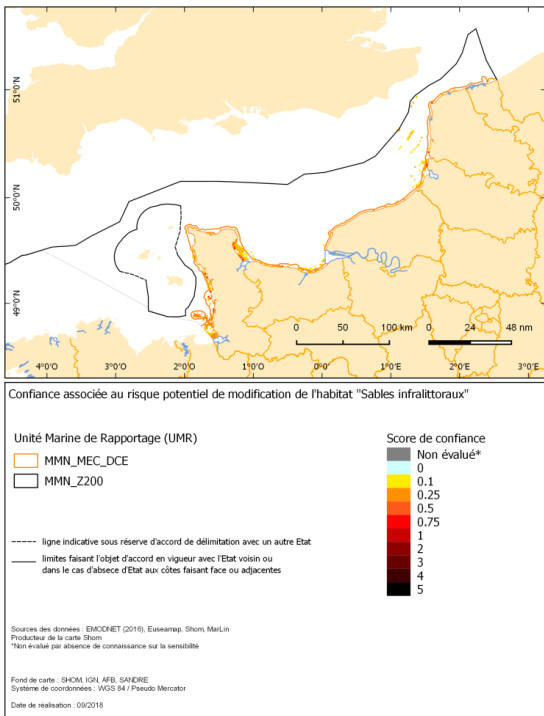 51°0'N
50°0'N
49°0'N
0 50 100 km 0 24 48 nm
4°0'O 3°0'O 2°0'O 1°0'O 0°0'O 1°0'E 2°0'E 3°0'E
Confiance associée au risque potentiel de modification de l'habitat "Sables infralittoraux"
Unité Marine de Rapportage (UMR)
MMN_MEC_DCE
MMN_Z200
ligne indicative sous réserve d'accord de délimitation avec un autre Etat
limites faisant l'objet d'accord en vigueur avec l'Etat voisin ou
dans le cas d'absece d'Etat aux côtes faisant face ou adjacentes
Score de confiance
Non évalué*
0
0.1
0.25
0.5
0.75
1
2
3
4
5
Sources des données : EMODNET (2016), Euseamap, Shom, MarLin
Producteur de la carte Shom
*Non évalué par absence de connaissance sur la sensibilité
Fond de carte : SHOM, IGN, AFB, SANDRE
Système de coordonnées : WGS 84 / Pseudo Mercator
Date de réalisation : 09/2018